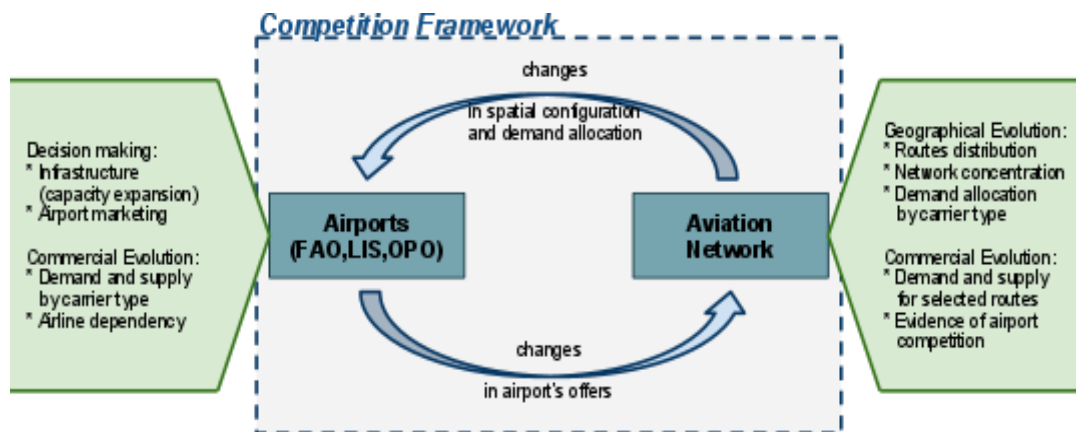 Competition Framework
changes
in spatial configuration
and demand allocation
Decision making:
* Infrastructure
(capacity expansion)
* Airport marketing
Commercial Evolution:
* Demand and supply
by carrier type
* Airline dependency
Airports
(FAO,LIS,OPO)
Aviation
Network
Geographical Evolution:
* Routes distribution
* Network concentration
* Demand allocation
by carrier type
Commercial Evolution:
* Demand and supply
for selected routes
* Evidence of airport
competition
changes
in airport's offers